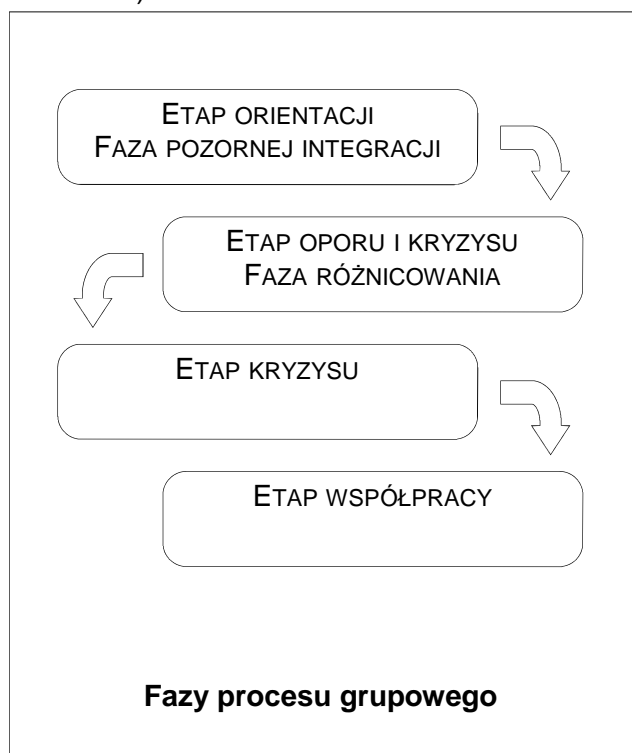 ETAP ORIENTACJI
FAZA POZORNEJ INTEGRACJI
ETAP OPORU I KRYZYSU
FAZA RÓŻNICOWANIA
ETAP KRYZYSU
ETAP WSPÓŁPRACY
Fazy procesu grupowego